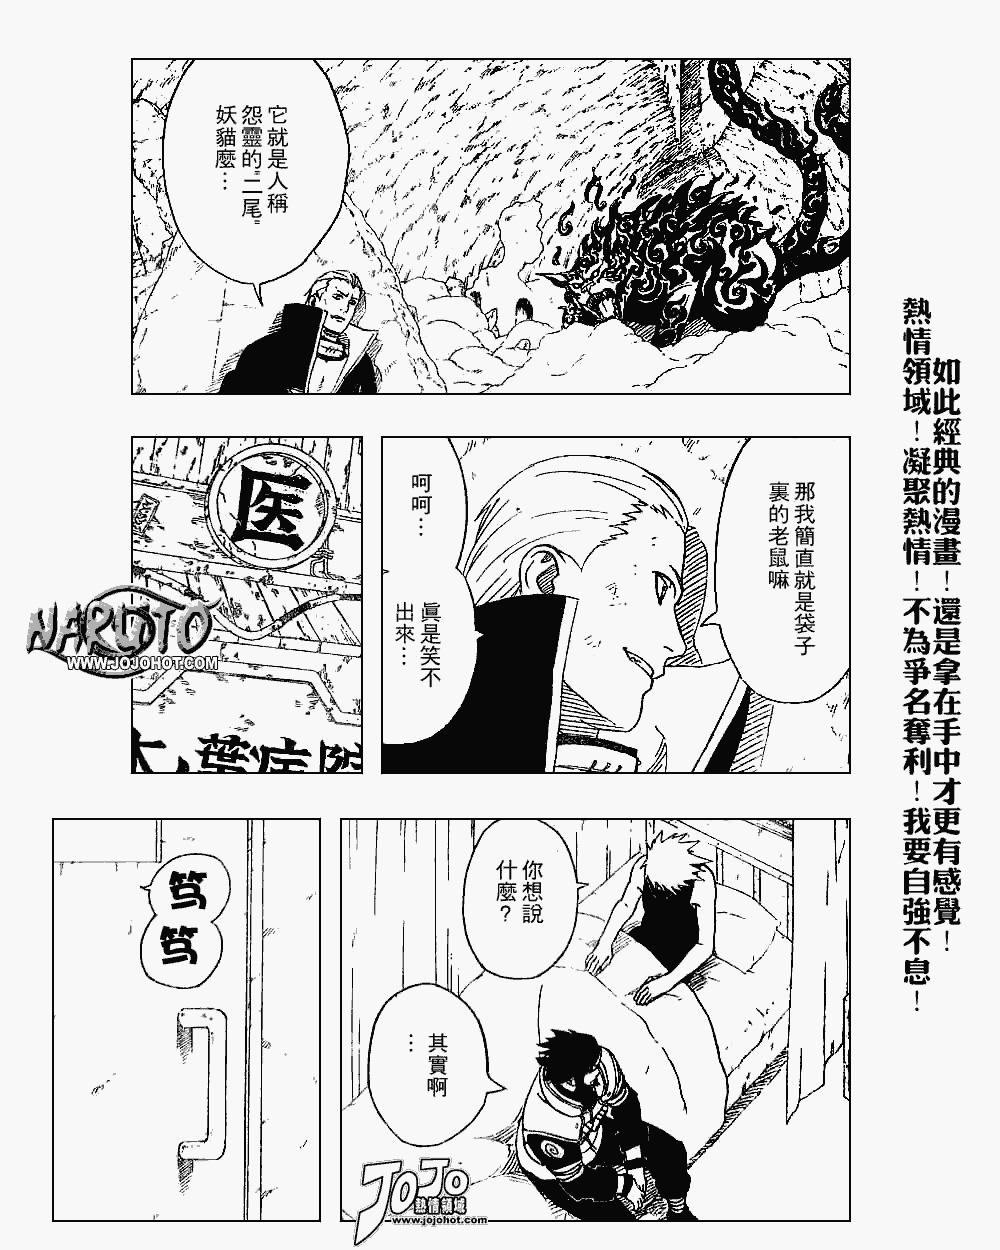 它就是人稱
怨靈的"二尾"
妖貓麼…
那我簡直就是袋子
裏的老鼠嘛
呵呵…
真是笑不
出來…
医
木葉病院
NARUTO
WWW.JOJOHOT.COM
你想說
什麼？
其實啊
…
笃
笃
JOJO
熱情領域
www.jojohot.com
如此經典的漫畫！還是拿在手中才更有感覺！
熱情領域！凝聚熱情！不為爭名奪利！我要自強不息！